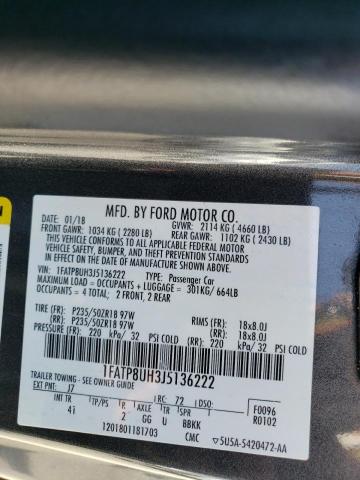 MFD. BY FORD MOTOR CO.
DATE: 01/18 GVWR: 2114 KG ( 4660 LB)
FRONT GAWR: 1034 KG ( 2280 LB) REAR GAWR: 1102 KG ( 2430 LB)
THIS VEHICLE CONFORMS TO ALL APPLICABLE FEDERAL MOTOR
VEHICLE SAFETY, BUMPER, AND THEFT PREVENTION STANDARDS
IN EFFECT ON THE DATE OF MANUFACTURE SHOWN ABOVE.
VIN: 1FATP8UH3J5136222 TYPE: Passenger Car
MAXIMUM LOAD = OCCUPANTS + LUGGAGE = 301KG / 664LB
OCCUPANTS = 4 TOTAL; 2 FRONT, 2 REAR
TIRE (FR): P235/50ZR18 97W RIMS (FR): 18x8.0J
(RR): P235/50ZR18 97W (RR): 18x8.0J
PRESSURE (FR): 220 kPa/ 32 PSI COLD (RR): 220 kPa/ 32 PSI COLD
1FATP8UH3J5136222
TRAILER TOWING - SEE OWNER GUIDE
EXT PNT: J7 RC: 72 DSO: F0096
INT TR TP/PS R AXLE TR SPR T R0102
41 2 GG U BBKK
1201801181703 CMC 5U5A-5420472-AA